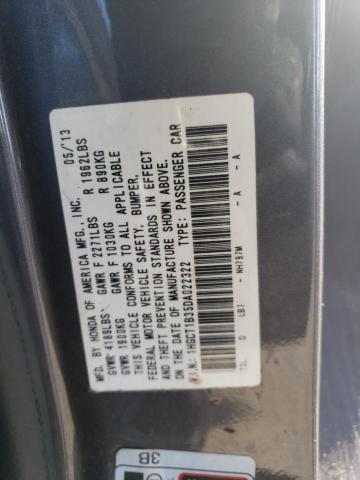 MFD. BY HONDA OF AMERICA MFG., INC. 05/'13
GVWR 4189LBS GAWR F 2271LBS R 1962LBS
GVWR 1900KG GAWR F 1030KG R 890KG
THIS VEHICLE CONFORMS TO ALL APPLICABLE
FEDERAL MOTOR VEHICLE SAFETY, BUMPER,
AND THEFT PREVENTION STANDARDS IN EFFECT
ON THE DATE OF MANUFACTURE SHOWN ABOVE.
V.I.N.: 1HGCT1B35DA022322 TYPE: PASSENGER CAR
T2L D LB7- NH797M - A - A
3B